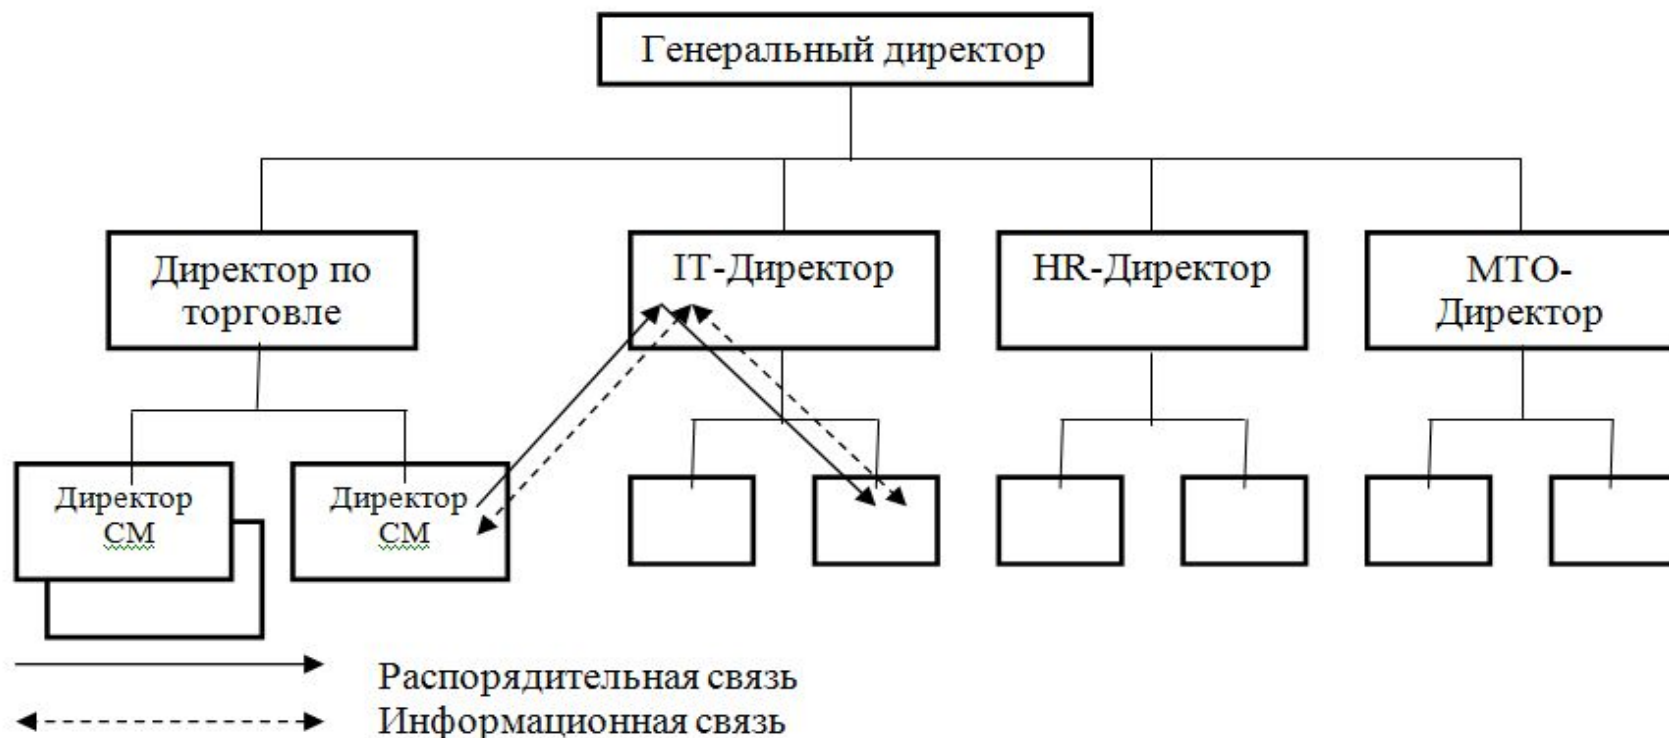 Генеральный директор
Директор по
торговле
IT-Директор
HR-Директор
МТО-
Директор
Директор
СМ
Директор
СМ
Распорядительная связь
Информационная связь